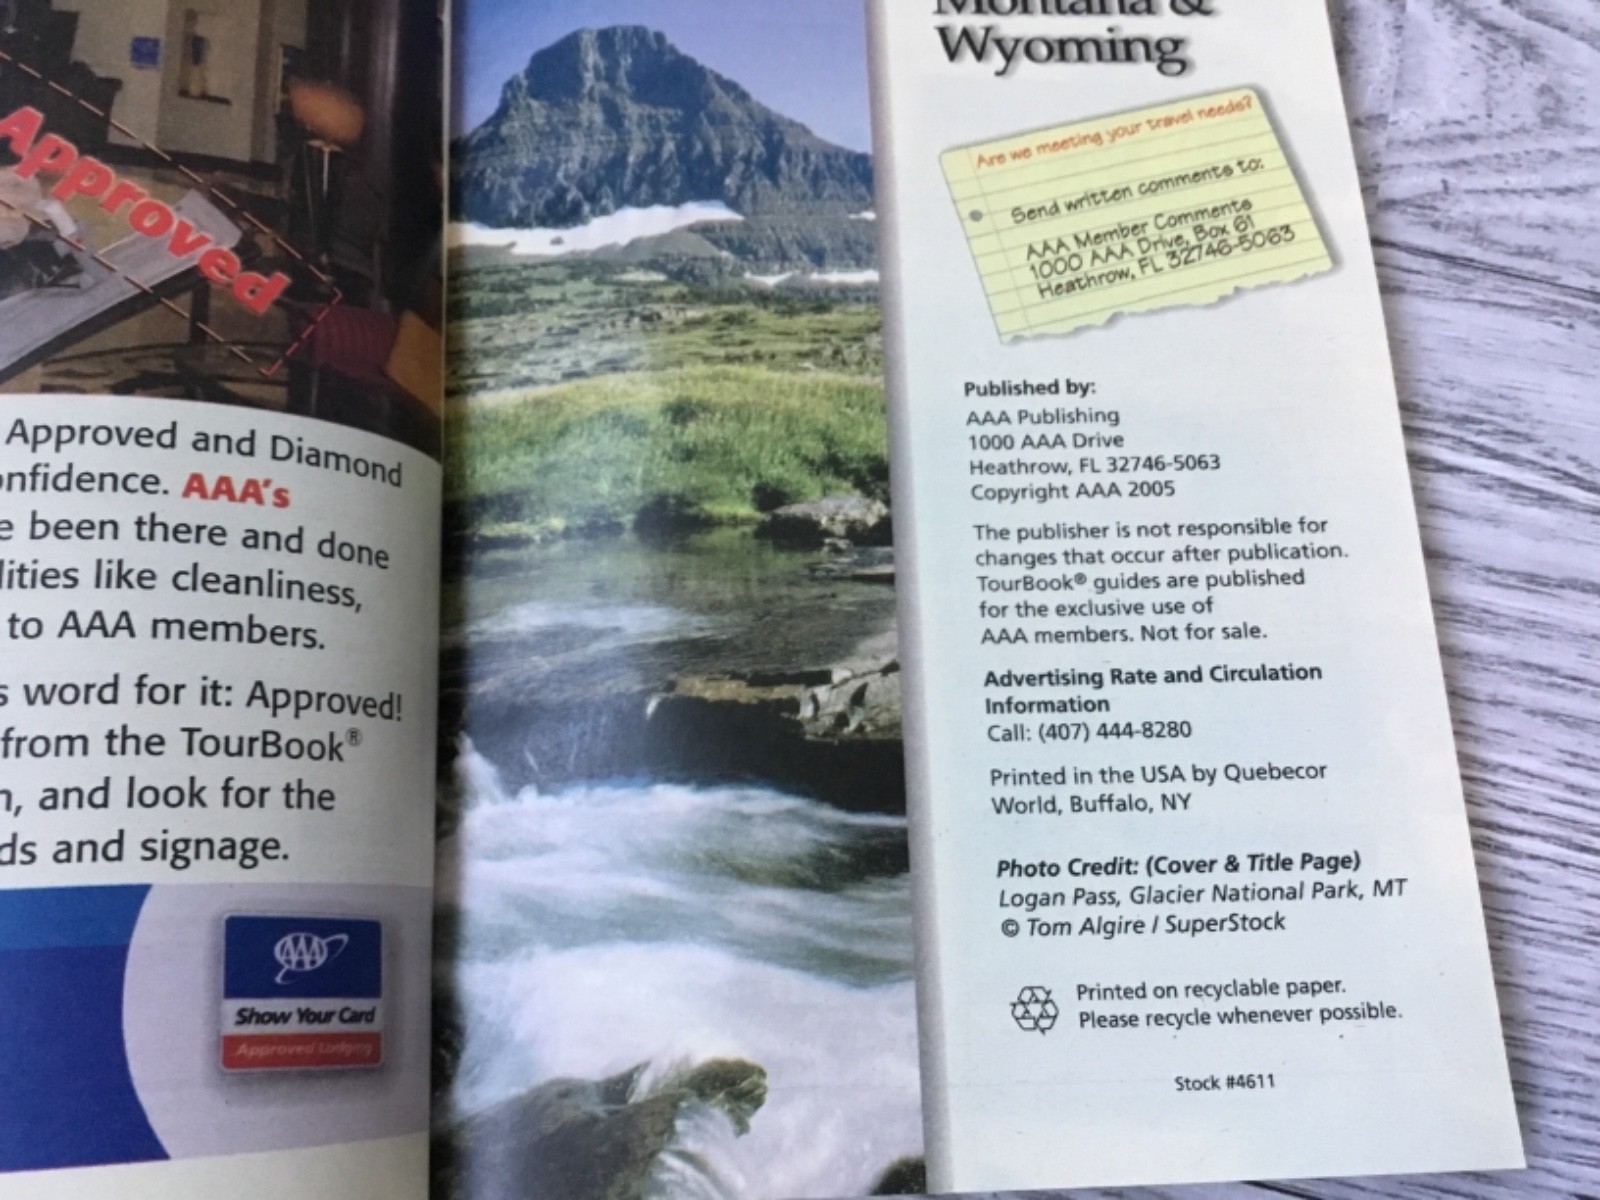 Approved
Approved and Diamond
confidence. AAA's
been there and done
like cleanliness,
to AAA members.
word for it: Approved!
from the TourBook®
and look for the
and signage.
AAA
Show Your Card
Approved Lodging
Montana &
Wyoming
Are we meeting your travel needs?
Send written comments to:
AAA Member Comments
1000 AAA Drive, Box 61
Heathrow, FL 32746-5063
Published by:
AAA Publishing
1000 AAA Drive
Heathrow, FL 32746-5063
Copyright AAA 2005
The publisher is not responsible for
changes that occur after publication.
TourBook® guides are published
for the exclusive use of
AAA members. Not for sale.
Advertising Rate and Circulation
Information
Call: (407) 444-8280
Printed in the USA by Quebecor
World, Buffalo, NY
Photo Credit: (Cover & Title Page)
Logan Pass, Glacier National Park, MT
© Tom Algire / SuperStock
Printed on recyclable paper.
Please recycle whenever possible.
Stock #4611